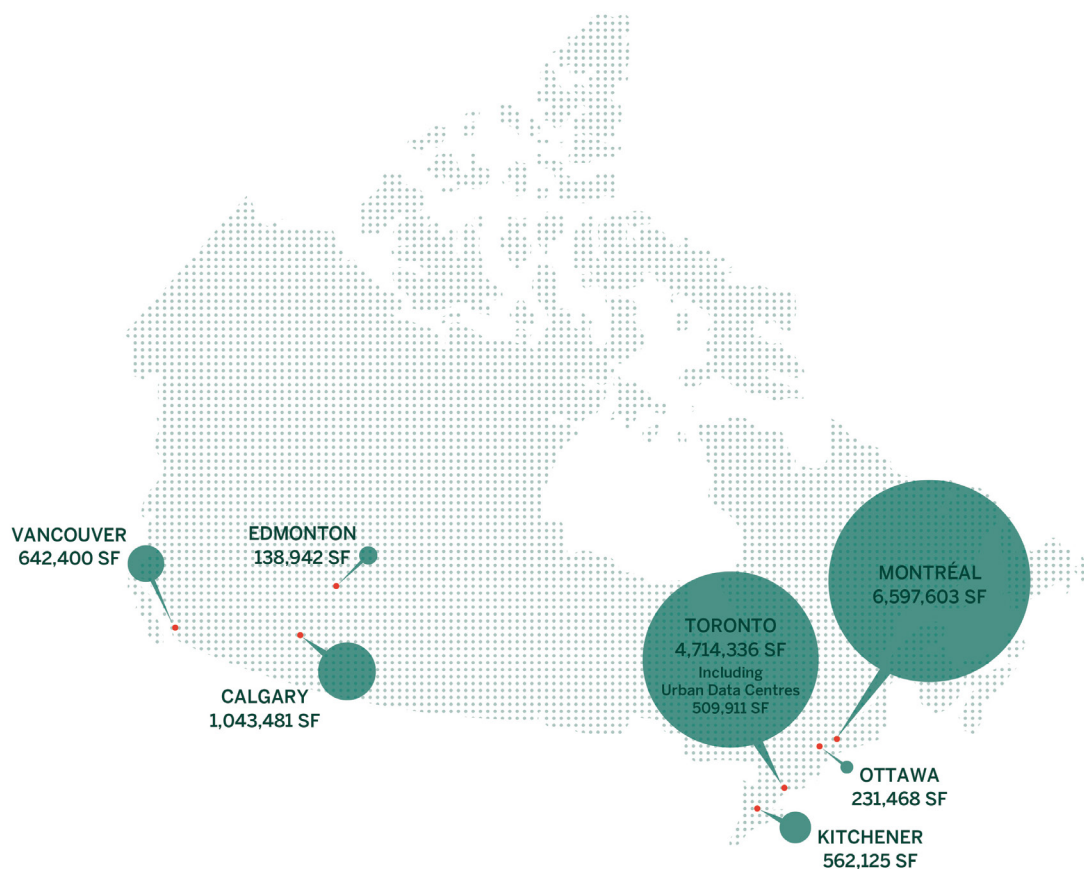 VANCOUVER
642,400 SF
EDMONTON
138,942 SF
CALGARY
1,043,481 SF
TORONTO
4,714,336 SF
Including
Urban Data Centres
509,911 SF
MONTRÉAL
6,597,603 SF
OTTAWA
231,468 SF
KITCHENER
562,125 SF